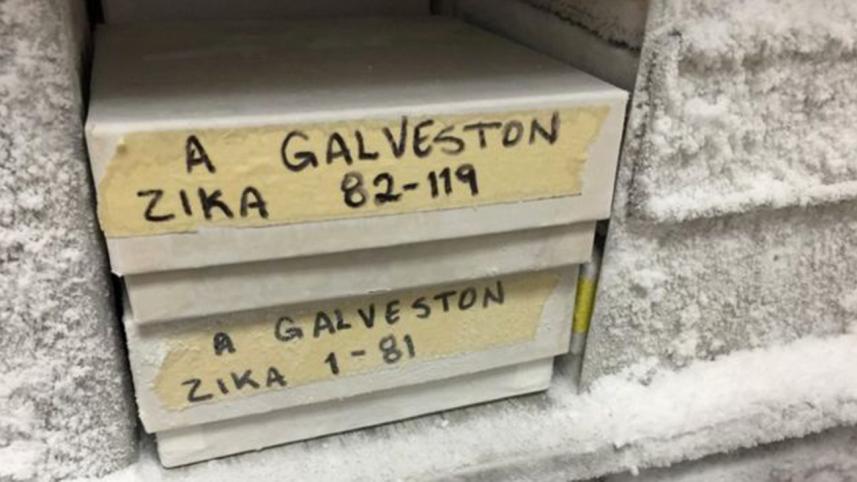 A GALVESTON
ZIKA 82-119
A GALVESTON
ZIKA 1-81